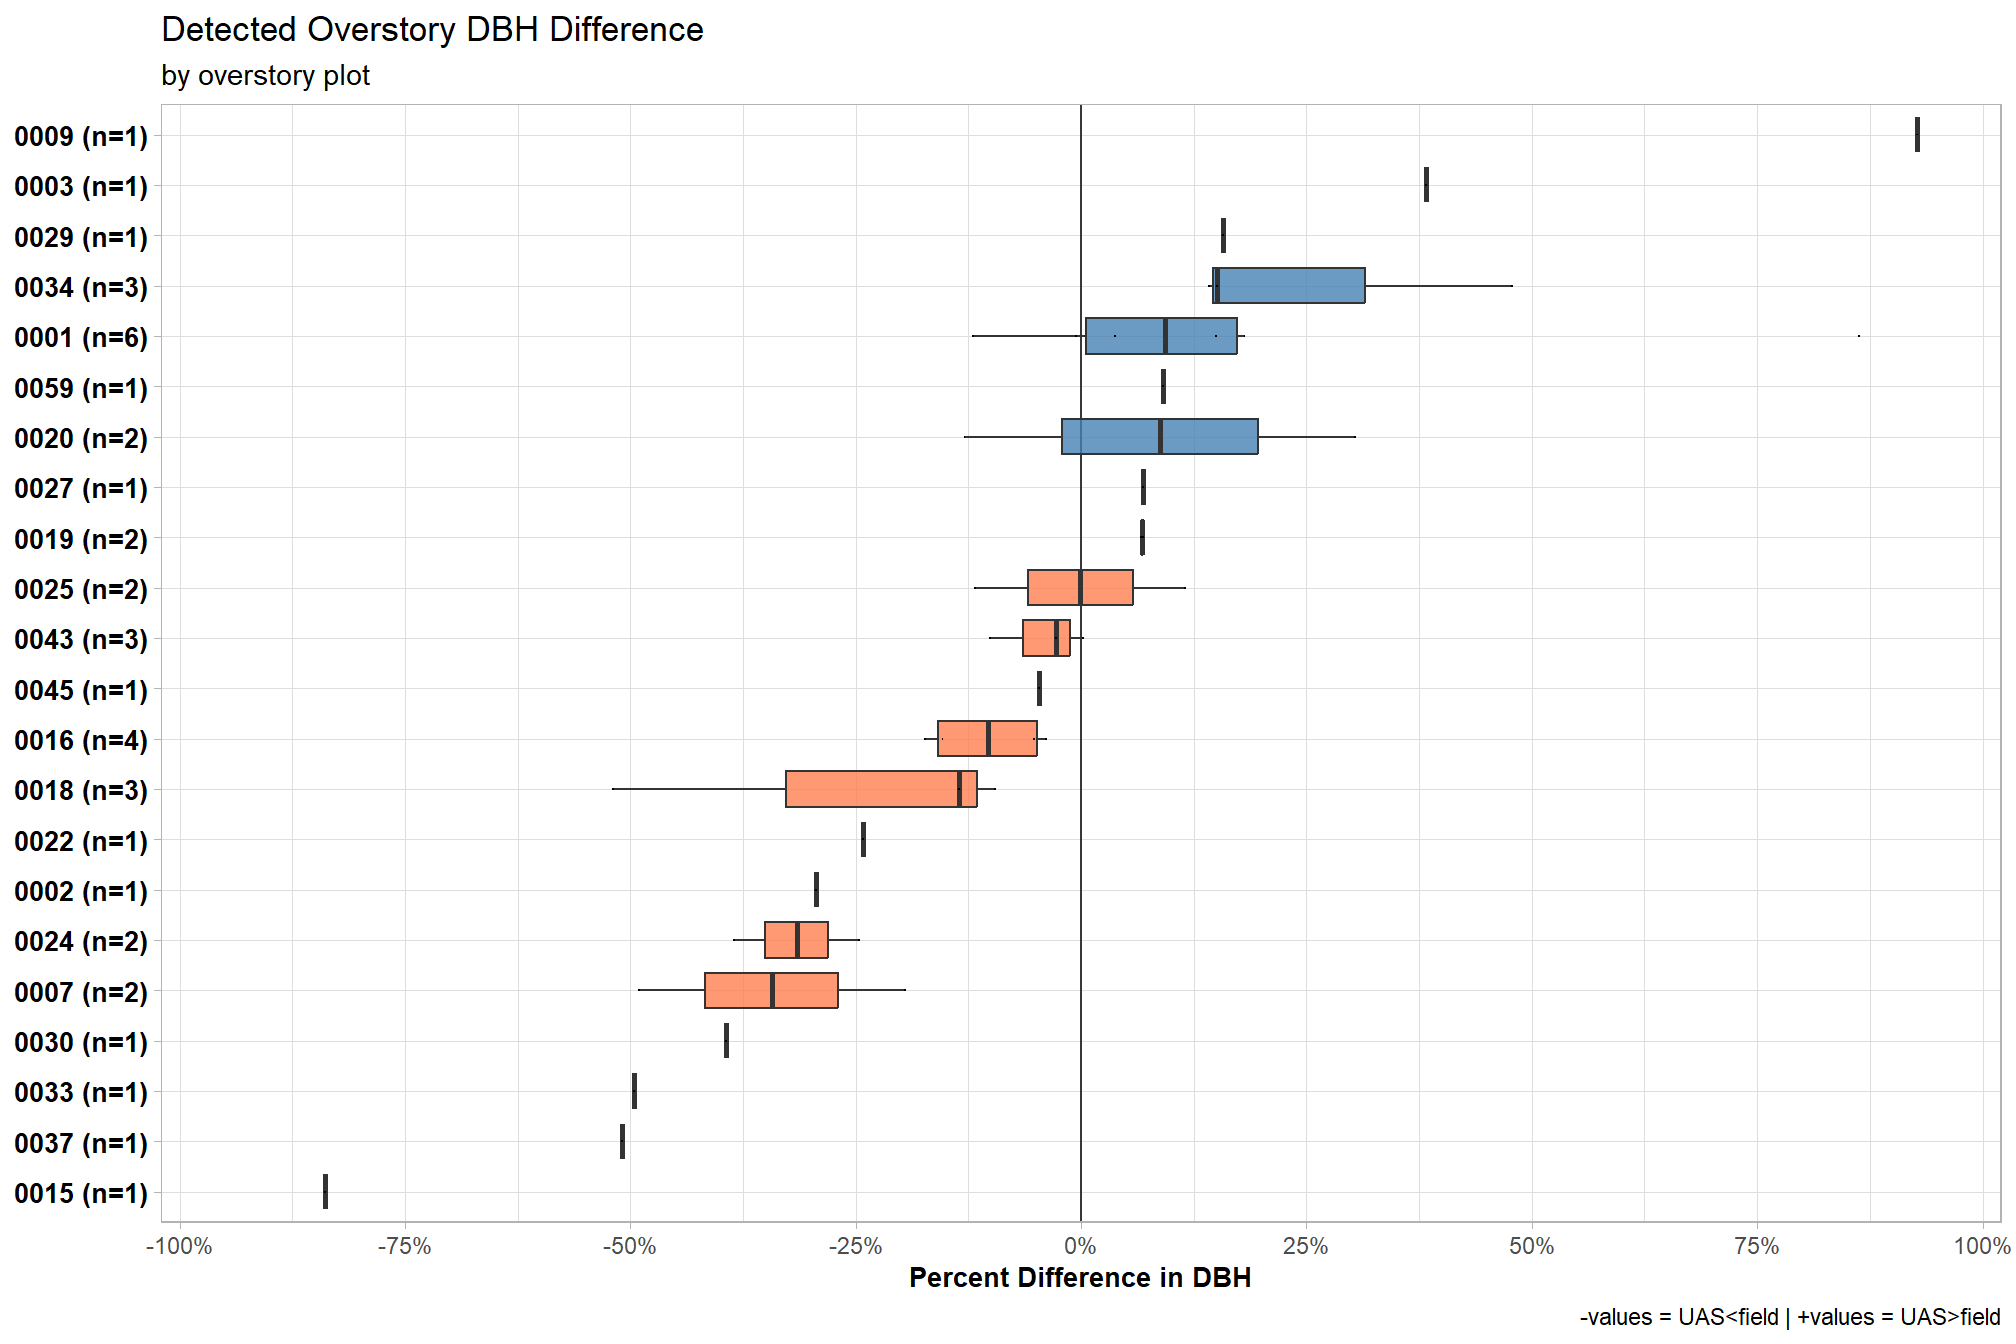 Detected Overstory DBH Difference
by overstory plot
0009 (n=1)
0003 (n=1)
0029 (n=1)
0034 (n=3)
0001 (n=6)
0059 (n=1)
0020 (n=2)
0027 (n=1)
0019 (n=2)
0025 (n=2)
0043 (n=3)
0045 (n=1)
0016 (n=4)
0018 (n=3)
0022 (n=1)
0002 (n=1)
0024 (n=2)
0007 (n=2)
0030 (n=1)
0033 (n=1)
0037 (n=1)
0015 (n=1)
-100% -75% -50% -25% 0% 25% 50% 75% 100%
Percent Difference in DBH
-values = UAS<field | +values = UAS>field